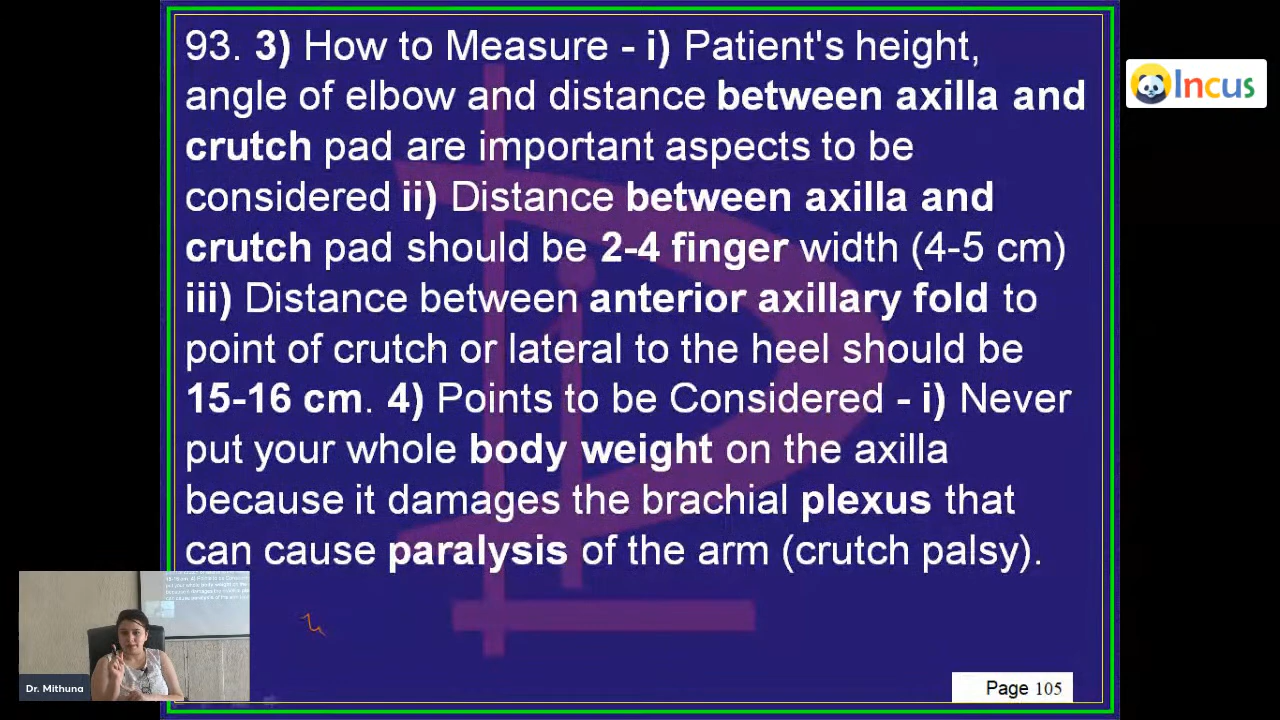 93. 3) How to Measure - i) Patient's height,
angle of elbow and distance between axilla and
crutch pad are important aspects to be
considered ii) Distance between axilla and
crutch pad should be 2-4 finger width (4-5 cm)
iii) Distance between anterior axillary fold to
point of crutch or lateral to the heel should be
15-16 cm. 4) Points to be Considered - i) Never
put your whole body weight on the axilla
because it damages the brachial plexus that
can cause paralysis of the arm (crutch palsy).
Incus
Dr. Mithuna
Page 105